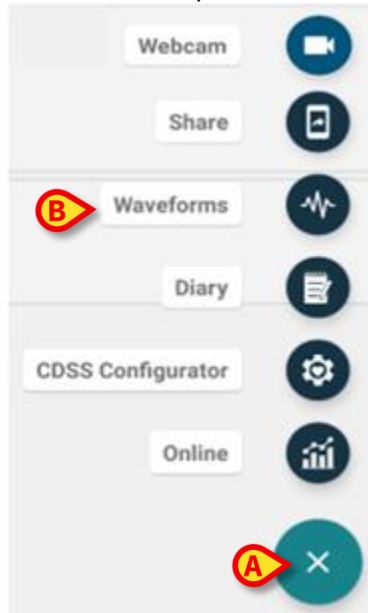 Webcam
Share
B
Waveforms
Diary
CDSS Configurator
Online
A